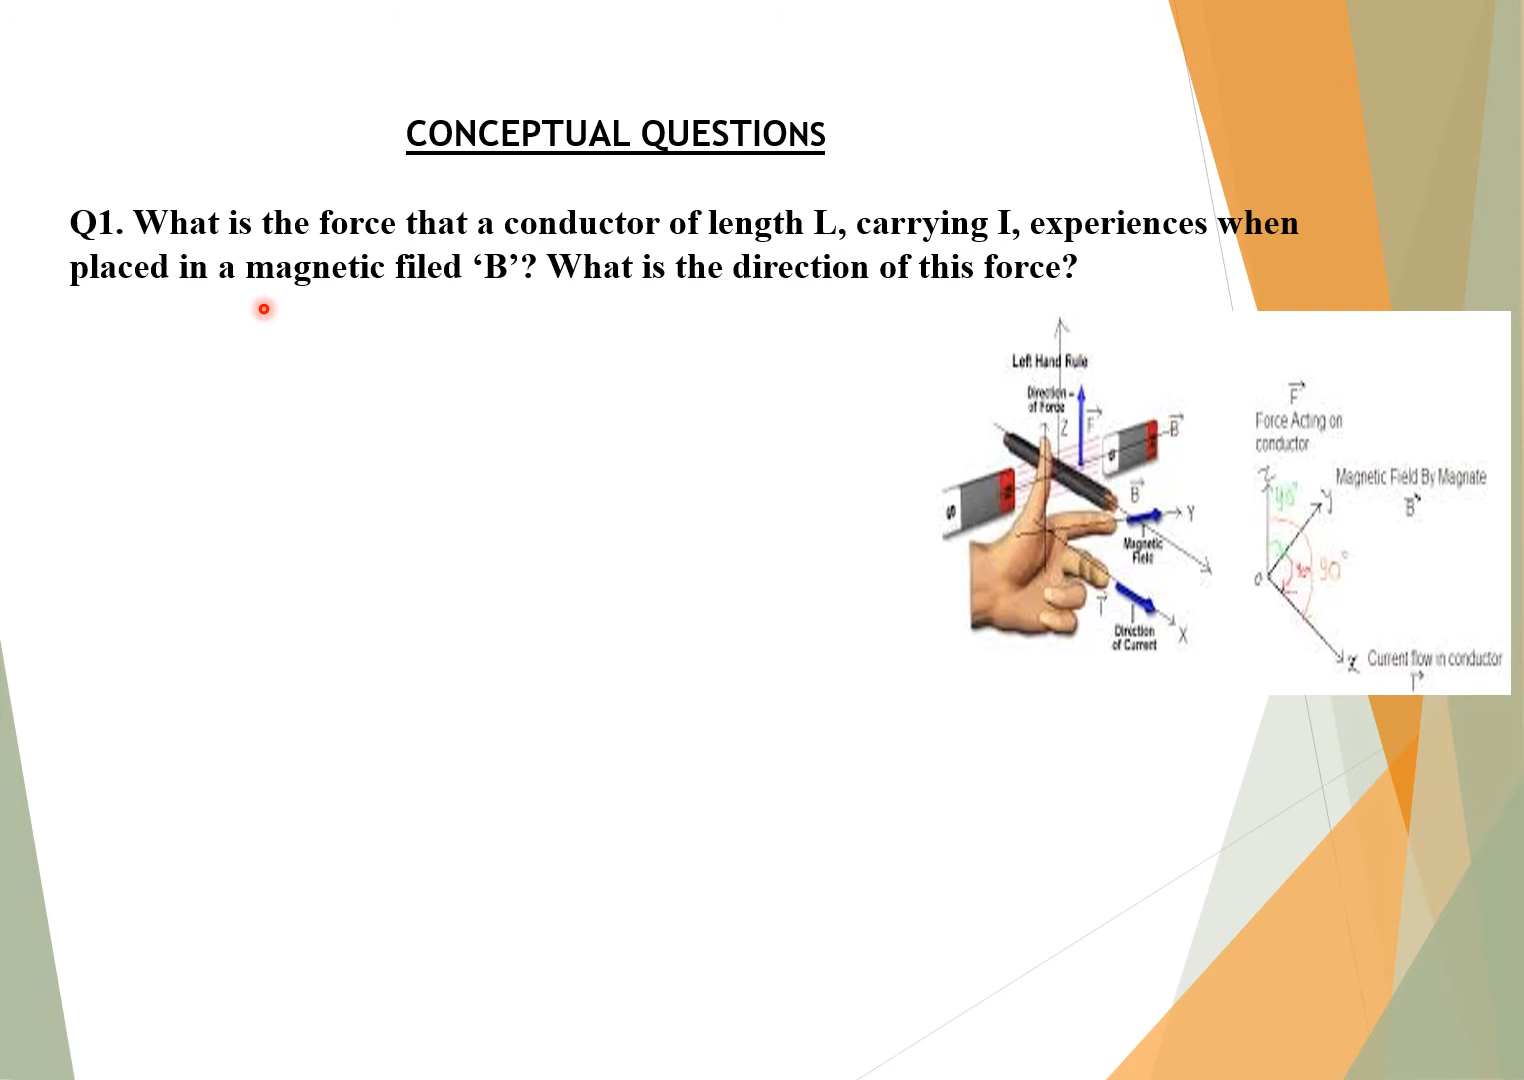 CONCEPTUAL QUESTIONS
Q1. What is the force that a conductor of length L, carrying I, experiences when
placed in a magnetic filed ‘B’? What is the direction of this force?
Left Hand Rule
Direction
of Force
Z
F
B
S
B
Y
Magnetic
Field
S
I
Direction
of Current
X
F
Force Acting on
conductor
Z
90°
Magnetic Field By Magnate
Y
B
90°
O
Current flow in conductor
I